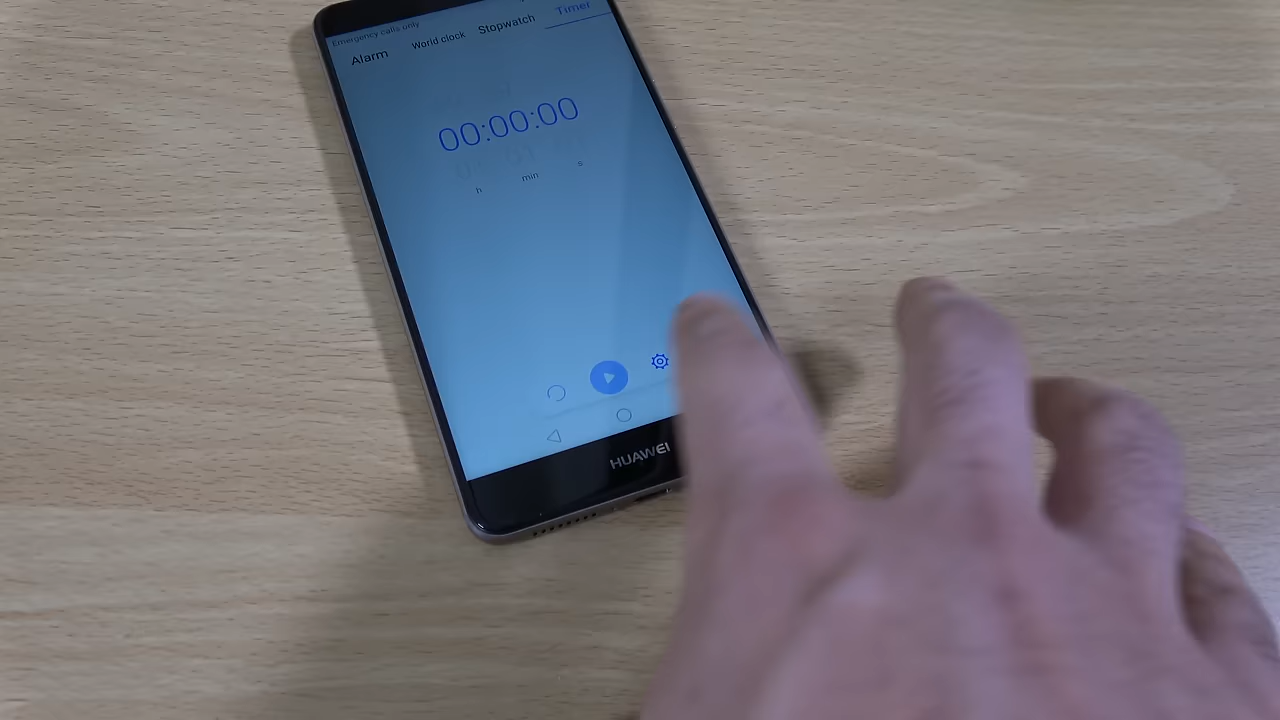 Emergency calls only
Alarm World clock Stopwatch Timer
00:00:00
h min s
HUAWEI